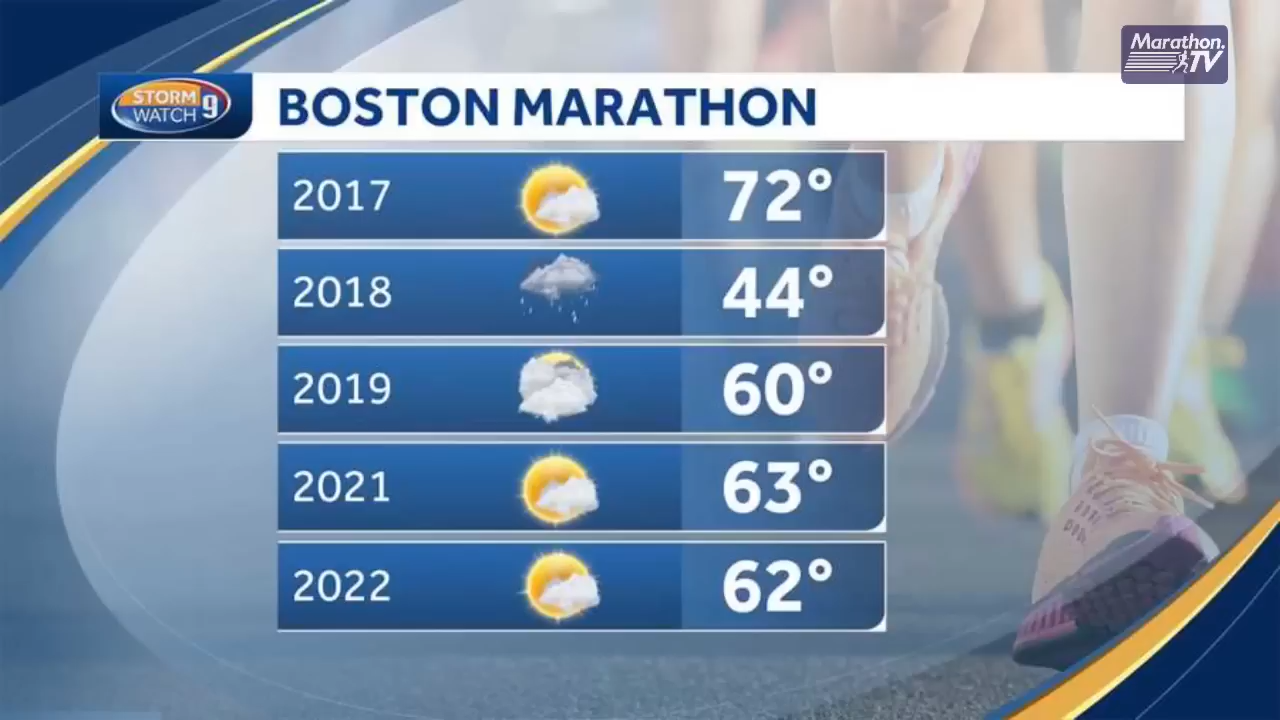 Marathon.
TV
STORM
WATCH 9
BOSTON MARATHON
2017 72°
2018 44°
2019 60°
2021 63°
2022 62°